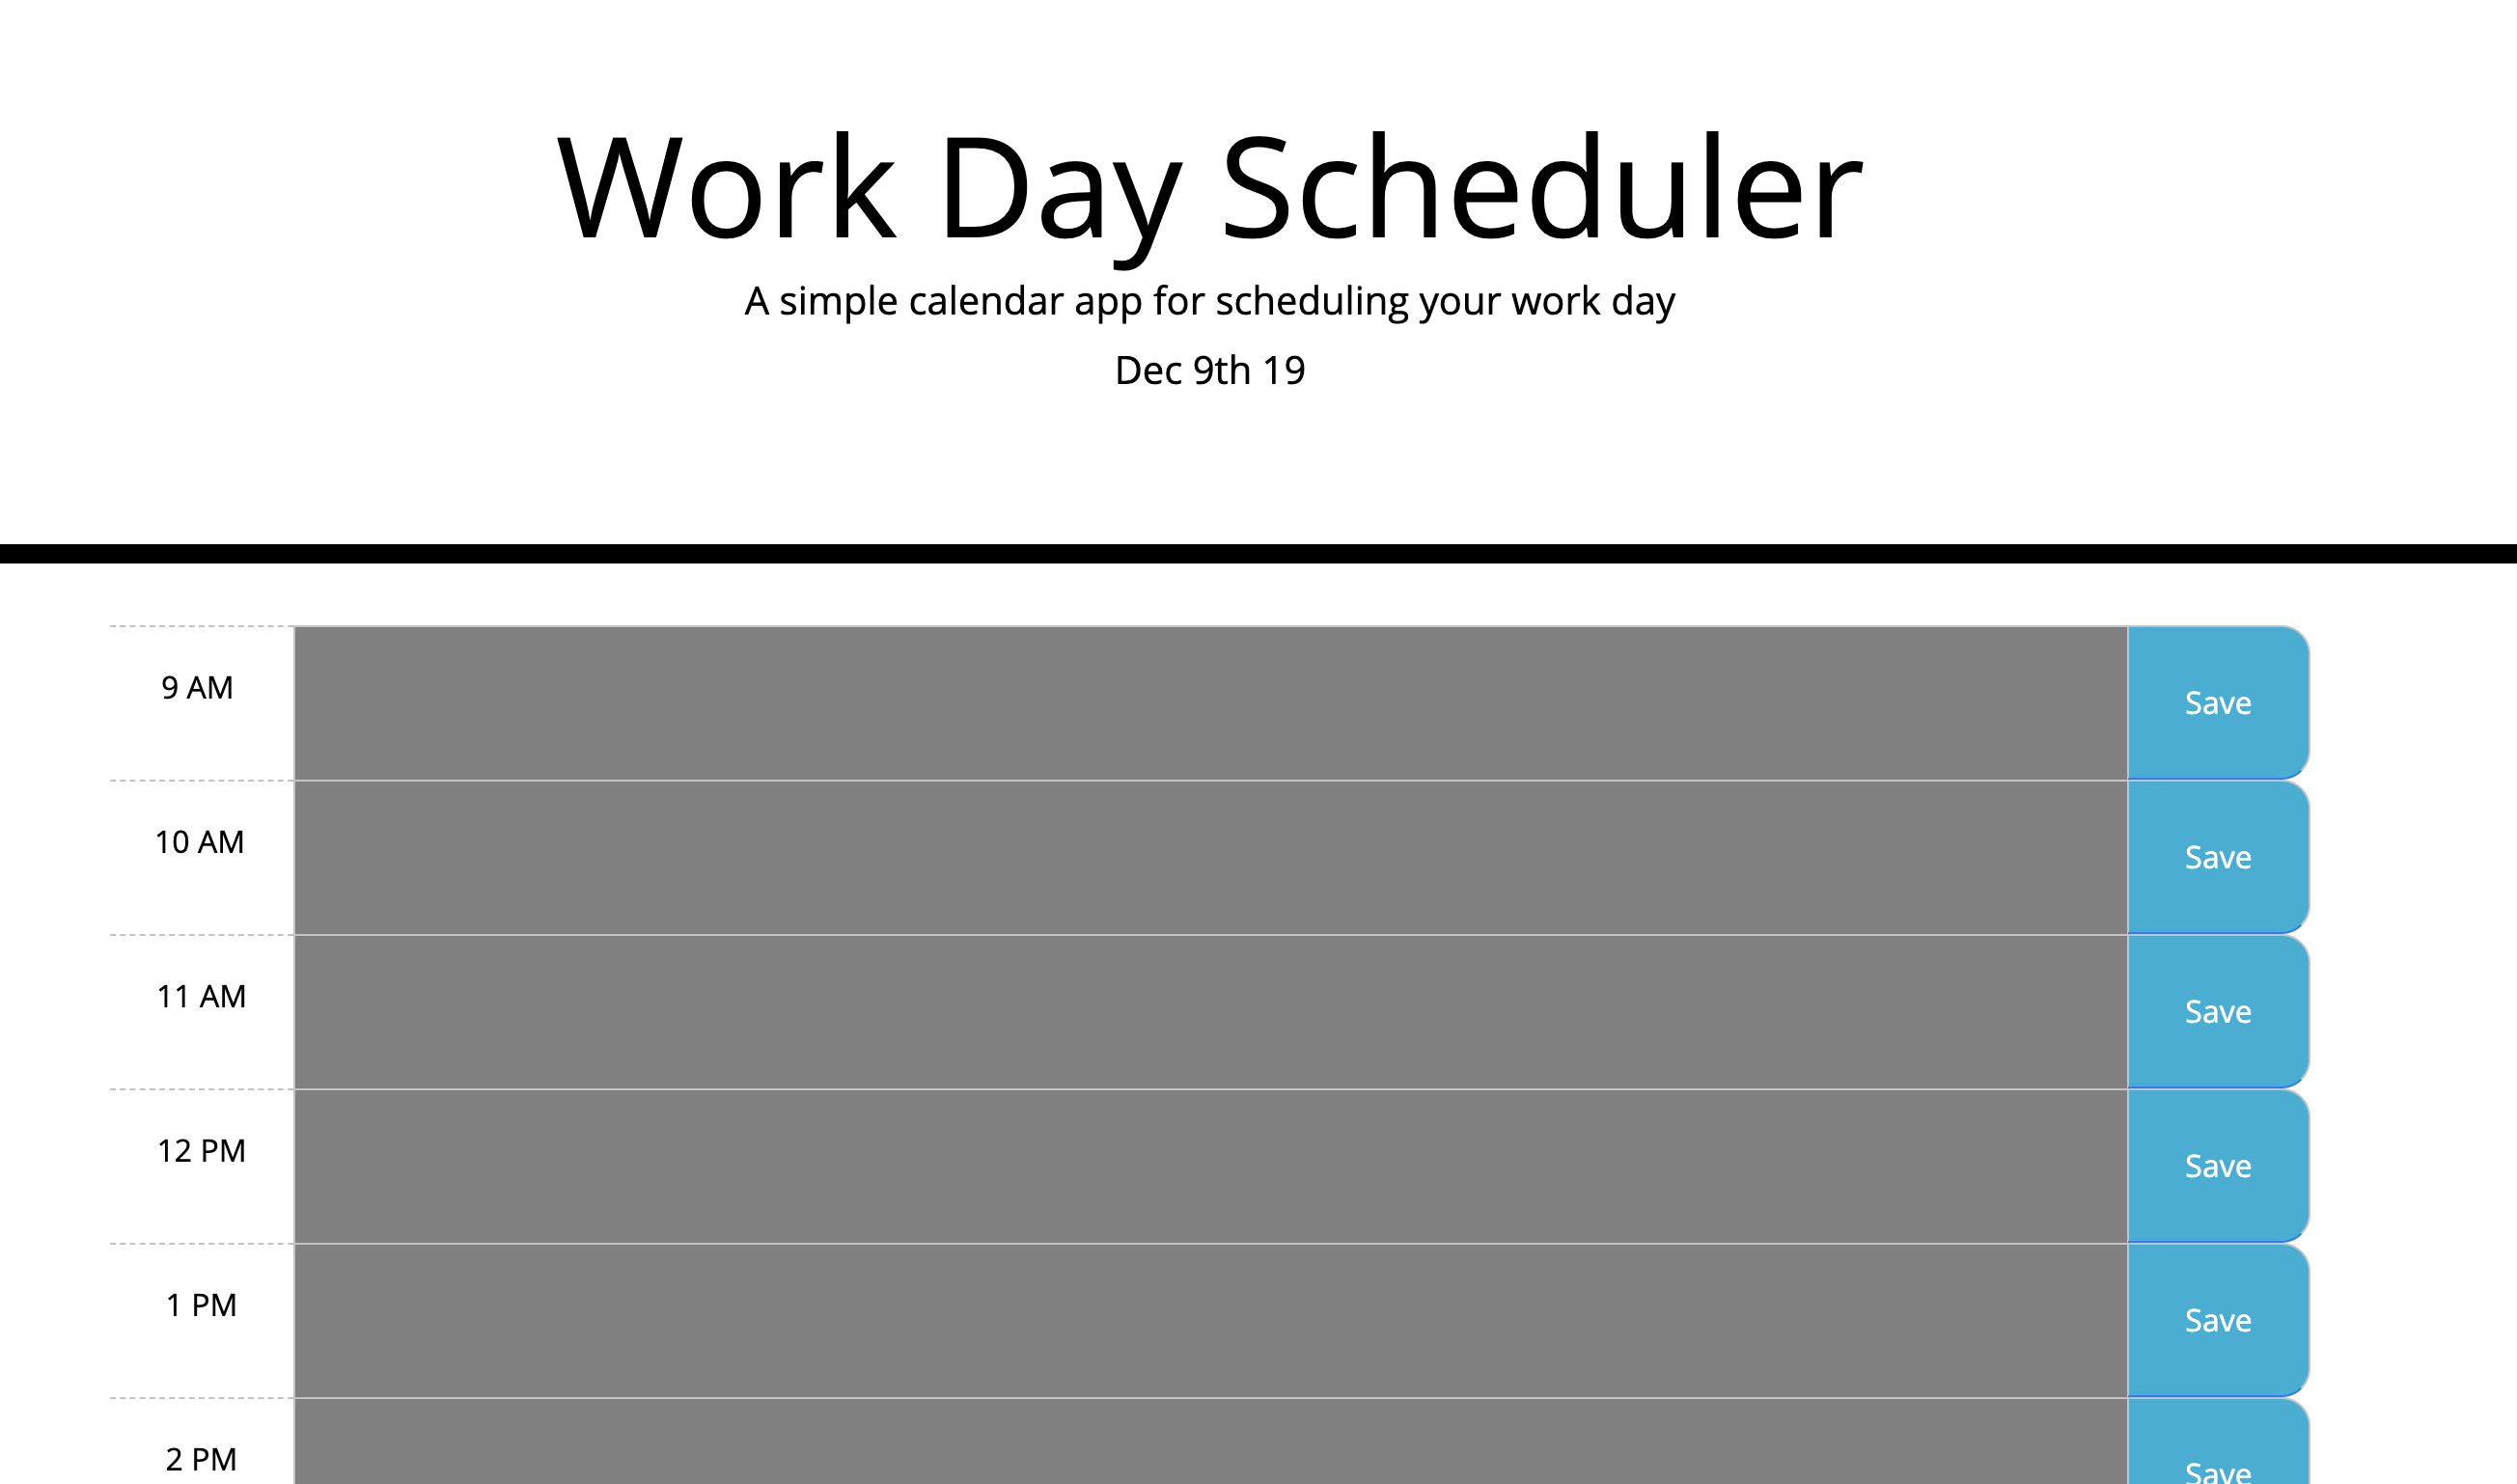 Work Day Scheduler
A simple calendar app for scheduling your work day
Dec 9th 19
9 AM
Save
10 AM
Save
11 AM
Save
12 PM
Save
1 PM
Save
2 PM
Save